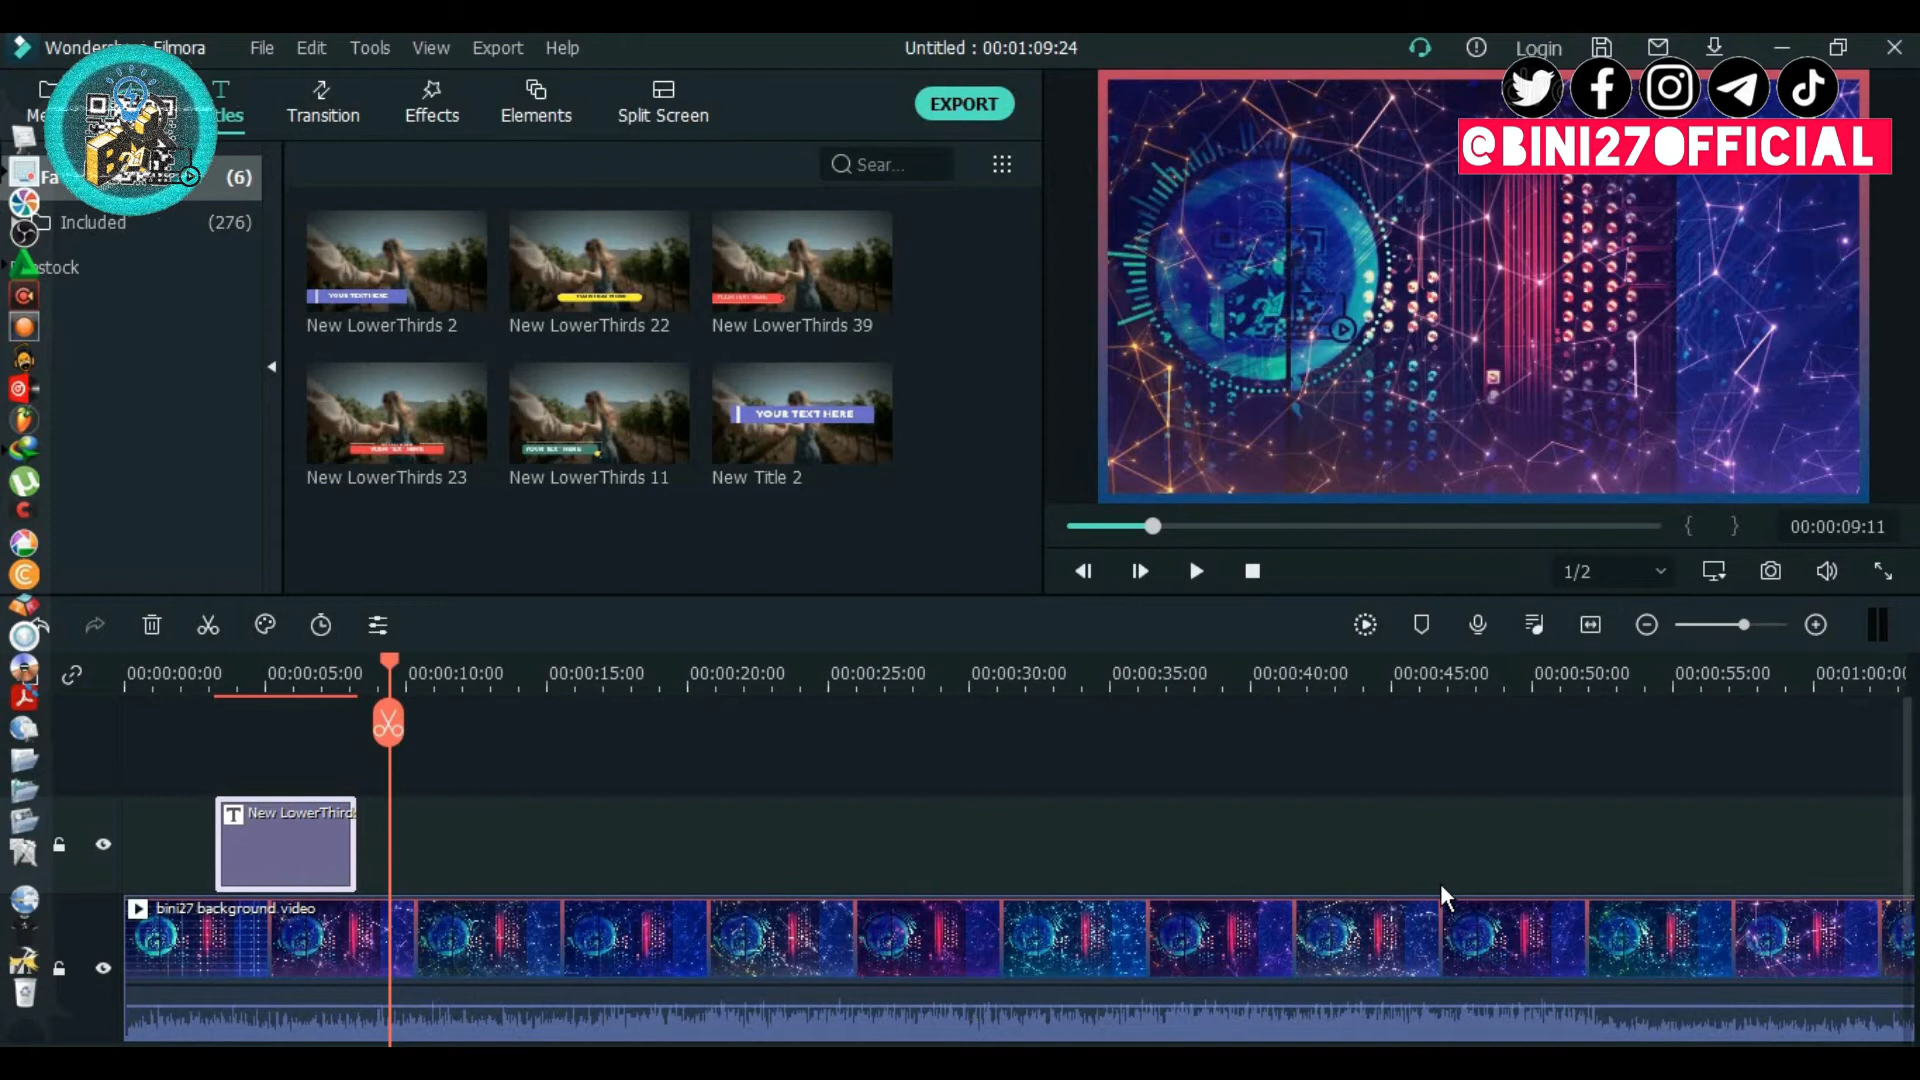 Wondersh Filmora File Edit Tools View Export Help Untitled : 00:01:09:24 Login
Transition Effects Elements Split Screen EXPORT
@BINI27OFFICIAL
Fa (6) Sear...
Included (276)
stock
YOUR TEXT HERE
New LowerThirds 2 New LowerThirds 22 New LowerThirds 39
YOUR TEXT HERE
New LowerThirds 23 New LowerThirds 11 New Title 2
00:00:09:11
1/2
00:00:00:00 00:00:05:00 00:00:10:00 00:00:15:00 00:00:20:00 00:00:25:00 00:00:30:00 00:00:35:00 00:00:40:00 00:00:45:00 00:00:50:00 00:00:55:00 00:01:00:0
New LowerThirds
bini27 background video